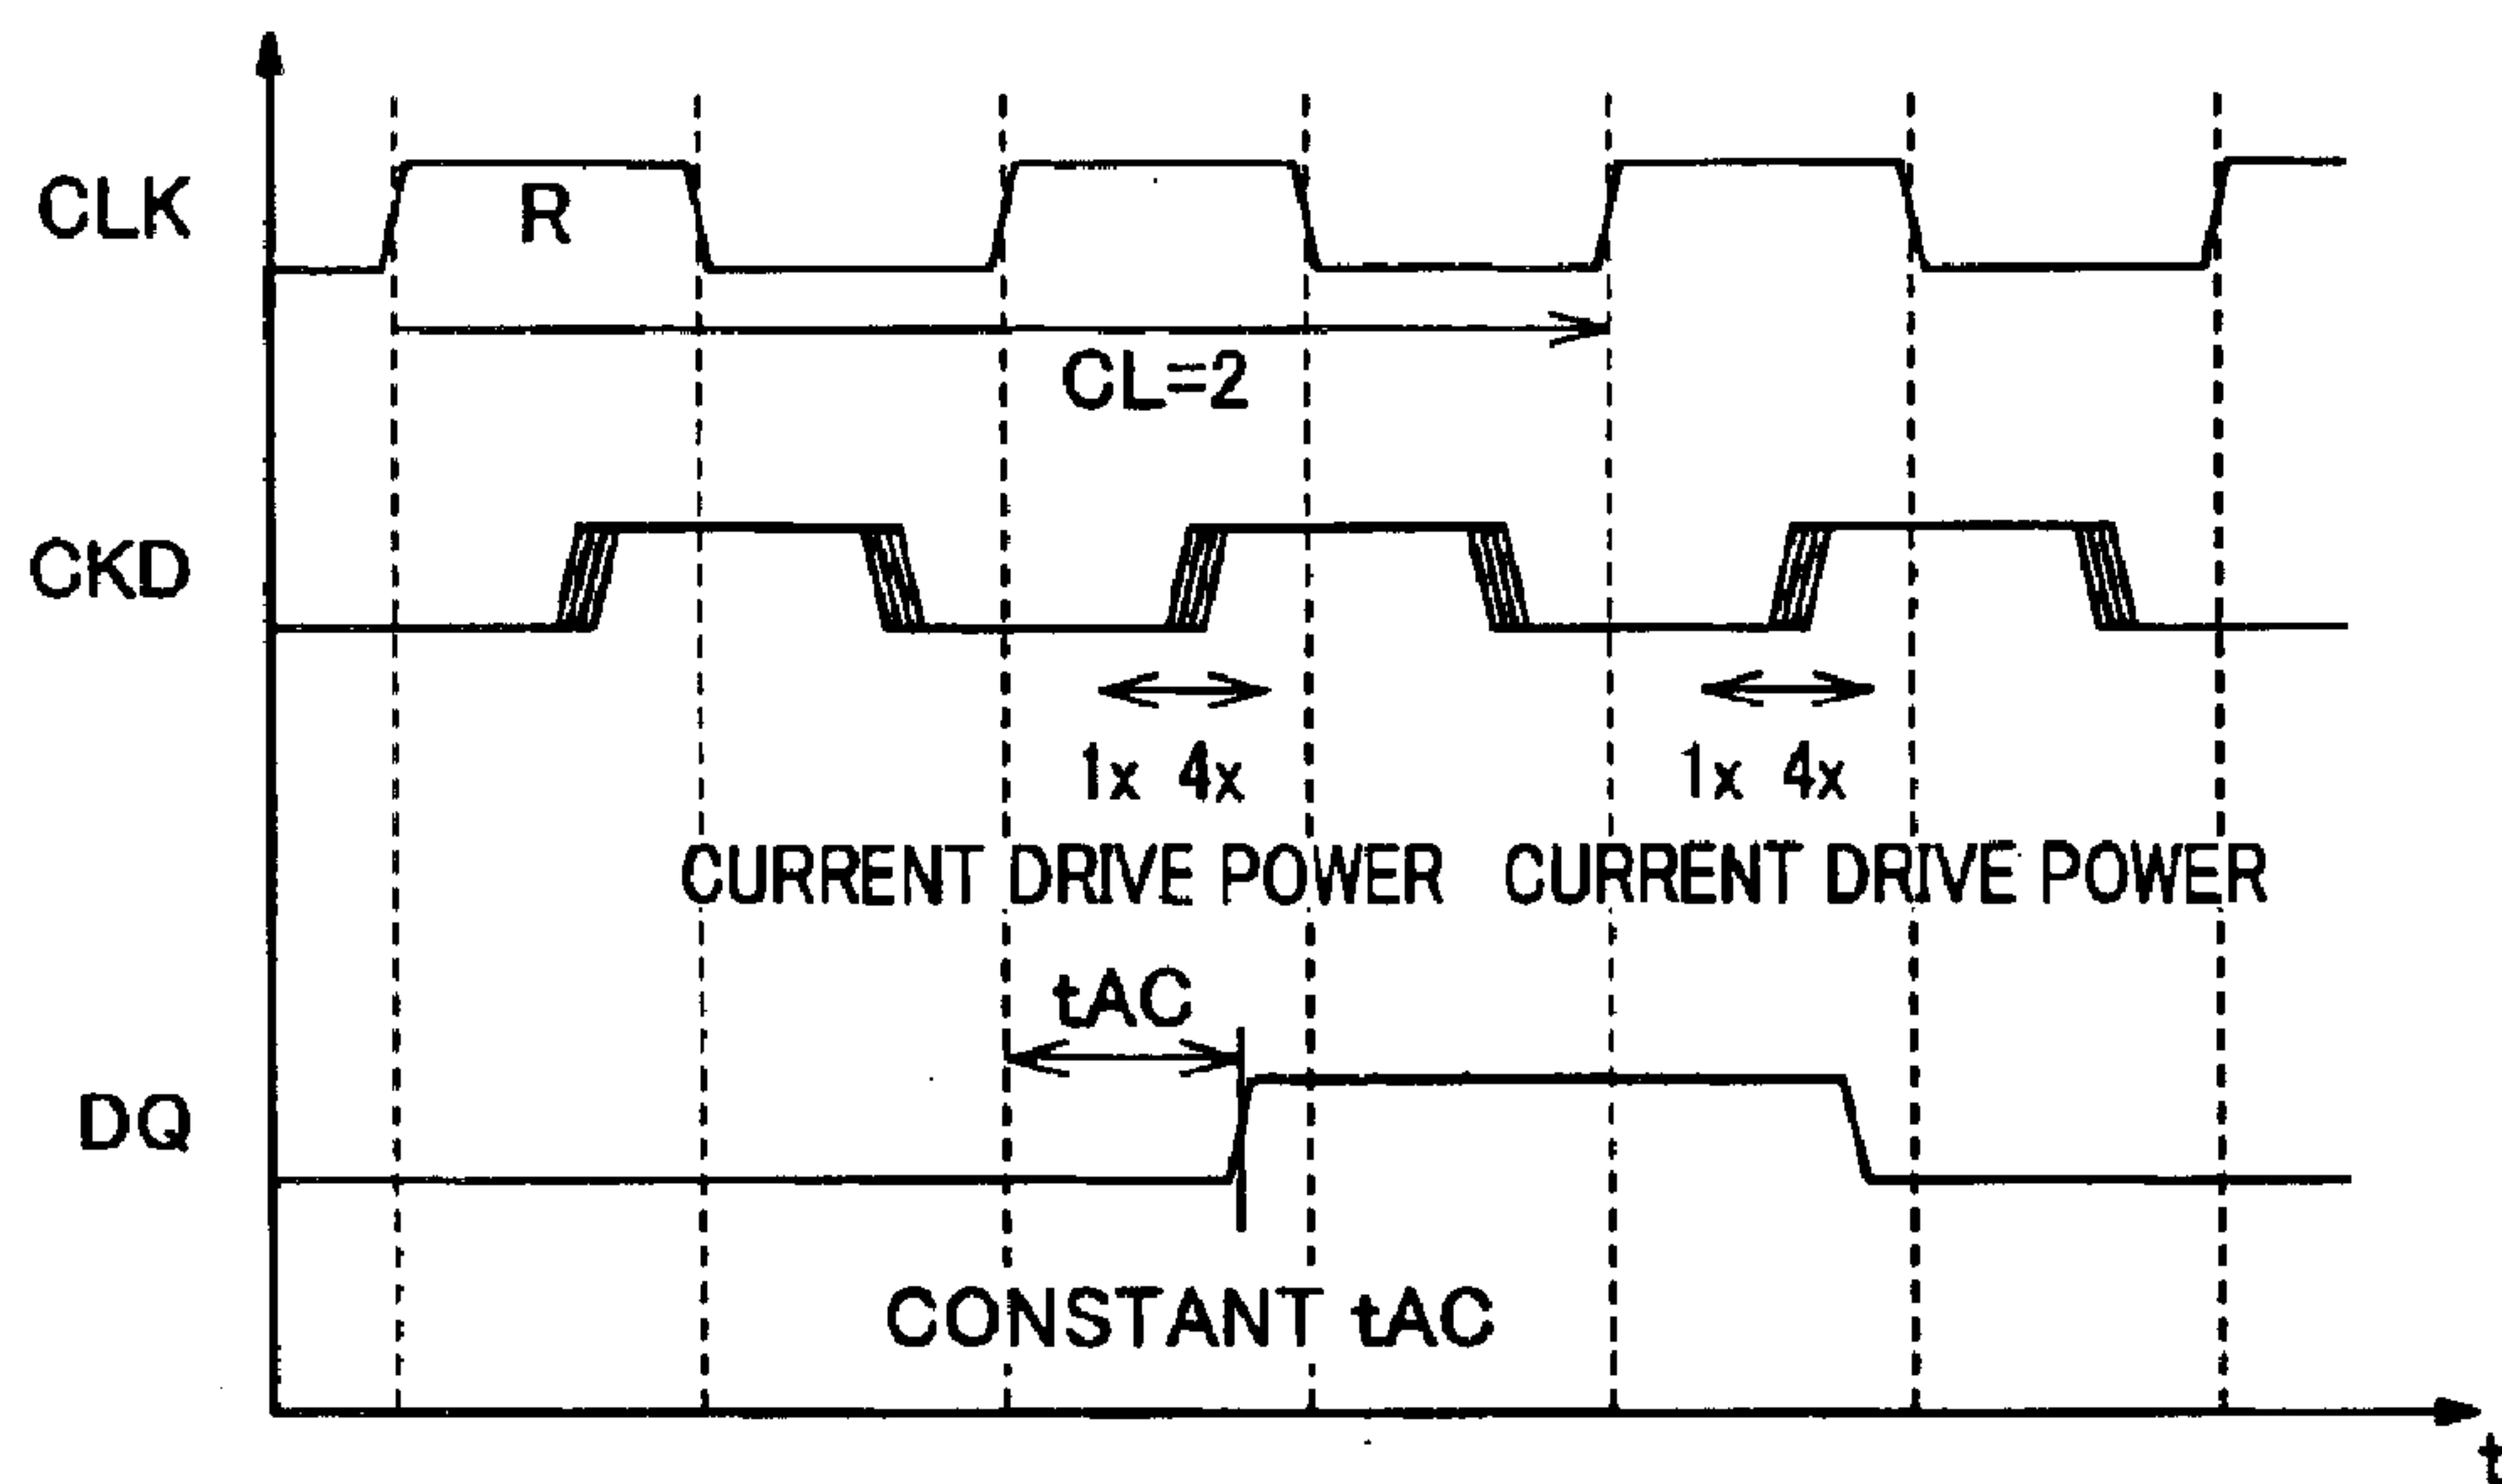 CLK
R
CL=2
CKD
1x 4x
1x 4x
CURRENT DRIVE POWER
CURRENT DRIVE POWER
tAC
DQ
CONSTANT tAC
t